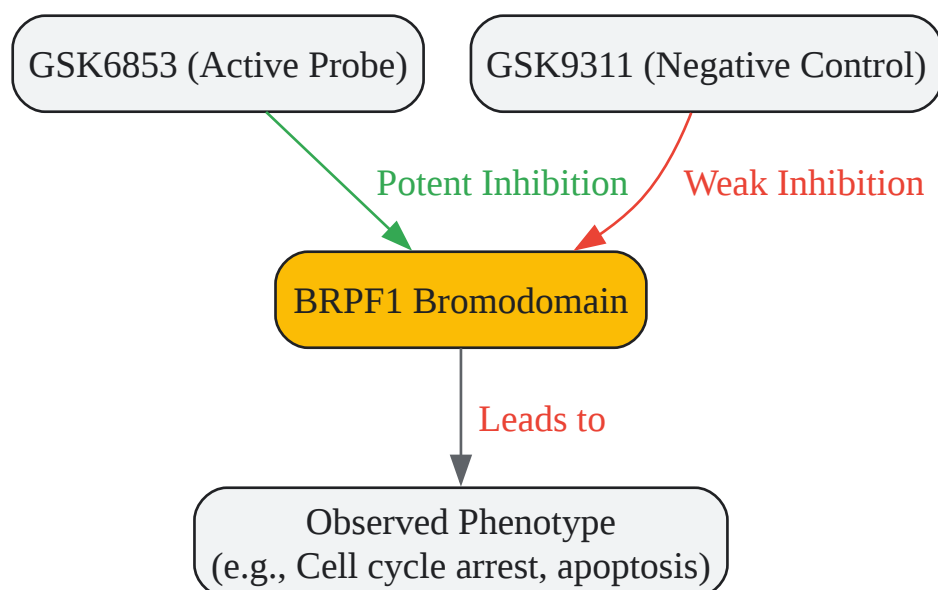 GSK6853 (Active Probe)
GSK9311 (Negative Control)
Potent Inhibition
Weak Inhibition
BRPF1 Bromodomain
Leads to
Observed Phenotype
(e.g., Cell cycle arrest, apoptosis)